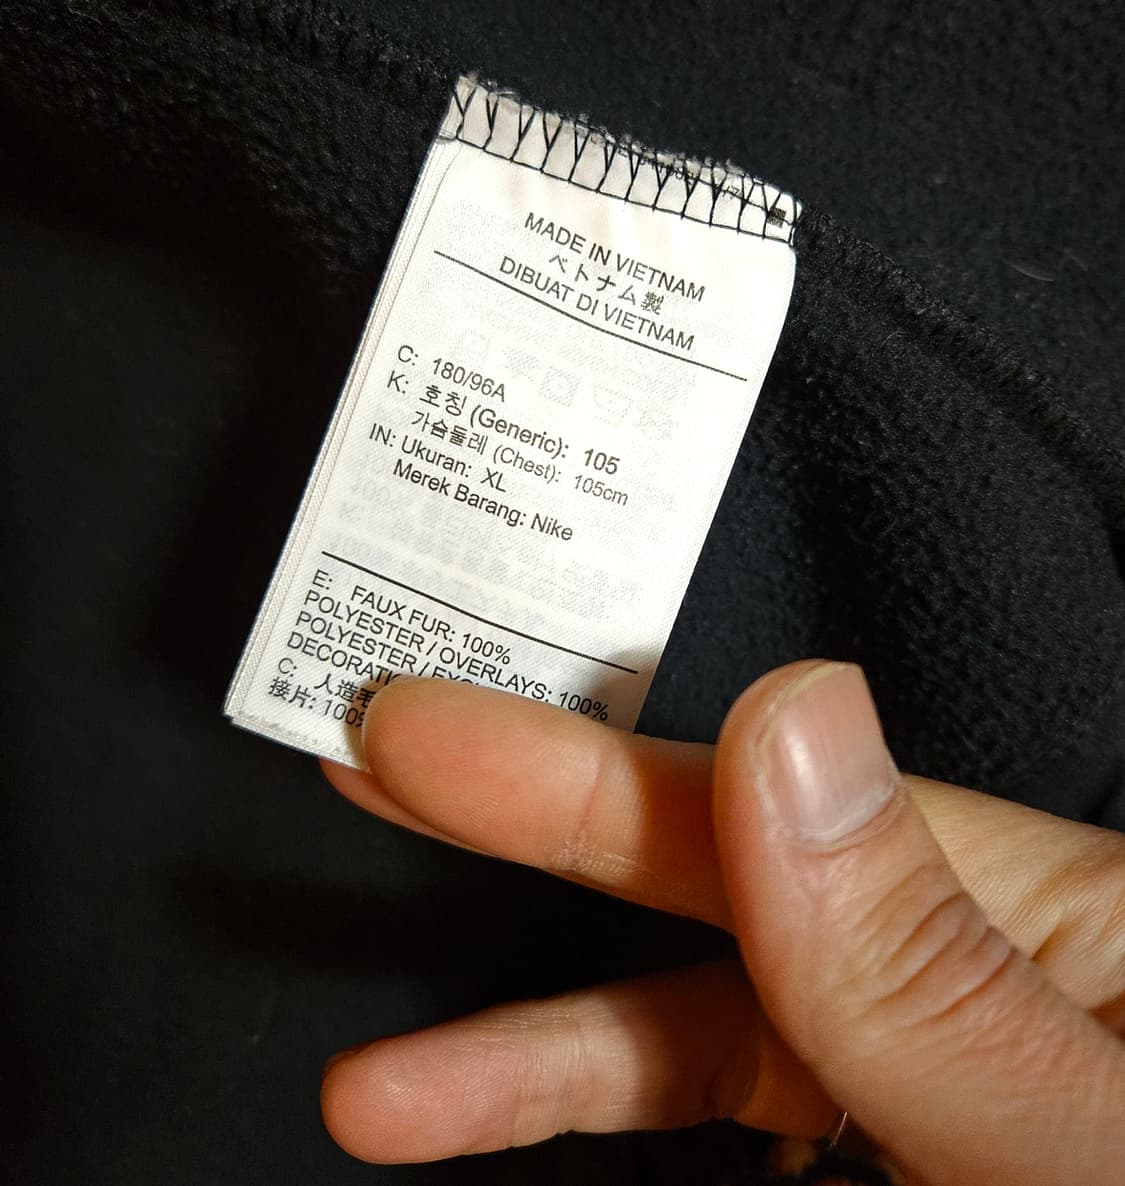 MADE IN VIETNAM
ベトナム製
DIBUAT DI VIETNAM
C: 180/96A
K: 호칭 (Generic): 105
가슴둘레 (Chest): 105cm
IN: Ukuran: XL
Merek Barang: Nike
E: FAUX FUR: 100%
POLYESTER / OVERLAYS: 100%
POLYESTER /
C: 人造毛
接片: 100%